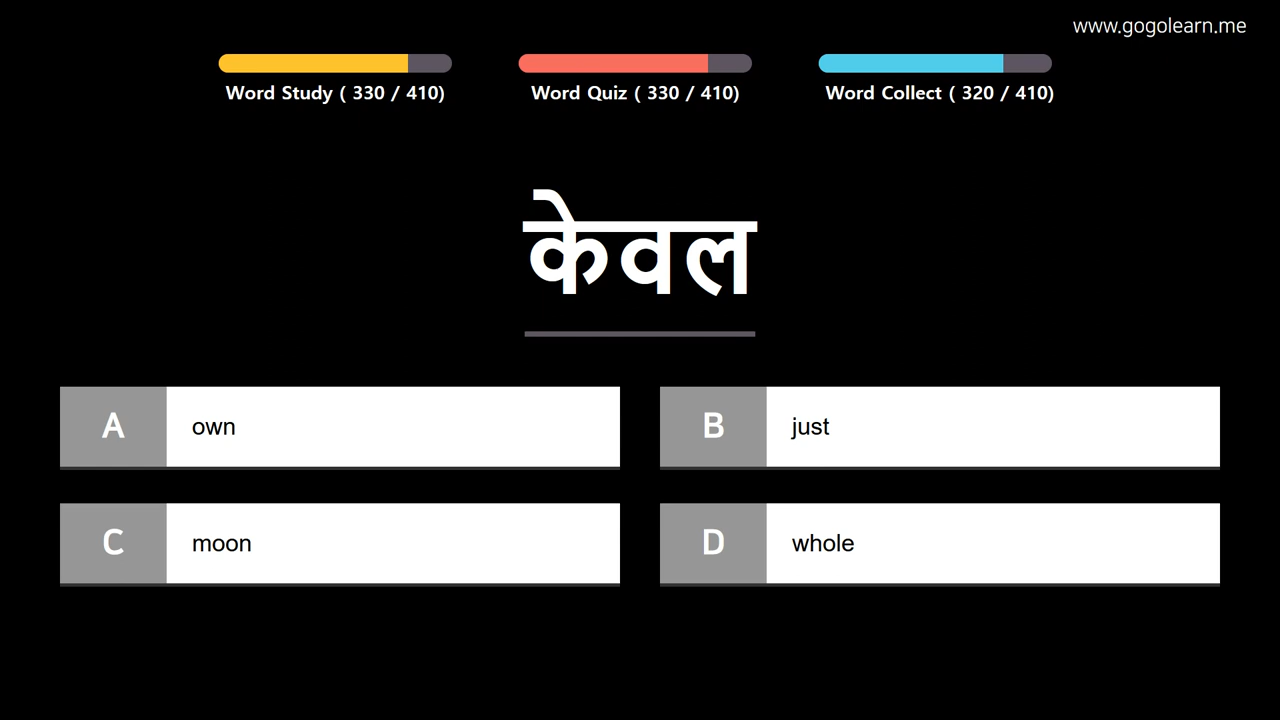 www.gogolearn.me
Word Study ( 330 / 410)
Word Quiz ( 330 / 410)
Word Collect ( 320 / 410)
केवल
A own
B just
C moon
D whole